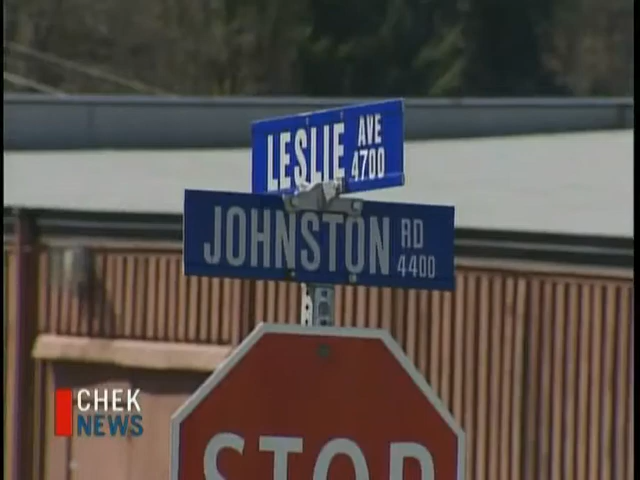 LESLIE AVE
4700
JOHNSTON RD
4400
STOP
CHEK
NEWS